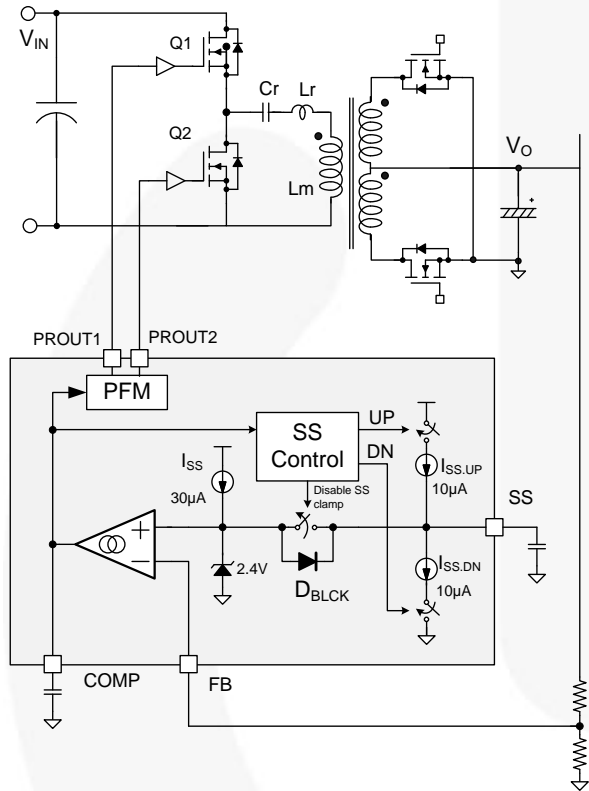 V_IN
Q1
Cr
Lr
Q2
Lm
V_O
+
PROUT1
PROUT2
PFM
SS
Control
UP
DN
I_SS
30µA
Disable SS
clamp
I_SS.UP
10µA
SS
+
−
2.4V
D_BLCK
I_SS.DN
10µA
COMP
FB